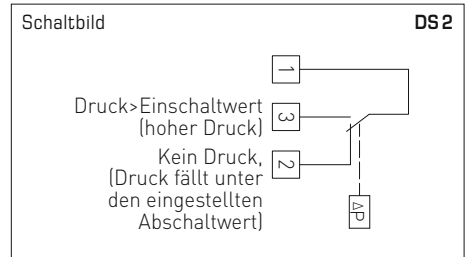 Schaltbild DS 2
1
Druck>Einschaltwert
(hoher Druck)
3
Kein Druck,
(Druck fällt unter
den eingestellten
Abschaltwert)
2
ΔP